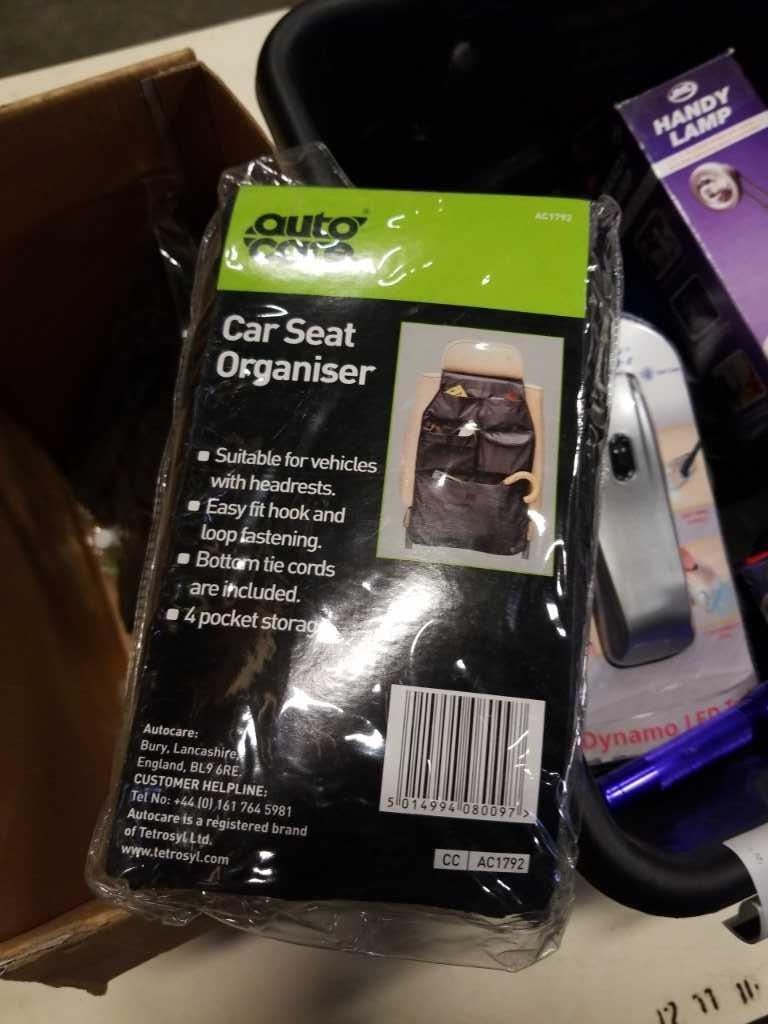 auto
care
AC1792
Car Seat
Organiser
Suitable for vehicles
with headrests.
Easy fit hook and
loop fastening.
Bottom tie cords
are included.
4 pocket
Autocare:
Bury, Lancashire,
England, BL9 6RE.
CUSTOMER HELPLINE:
Tel No: +44 (0) 161 764 5981
Autocare is a registered brand
of Tetrosyl Ltd.
www.tetrosyl.com
5 014994 080097 >
CC AC1792
HANDY
LAMP
Dynamo LED
12 11